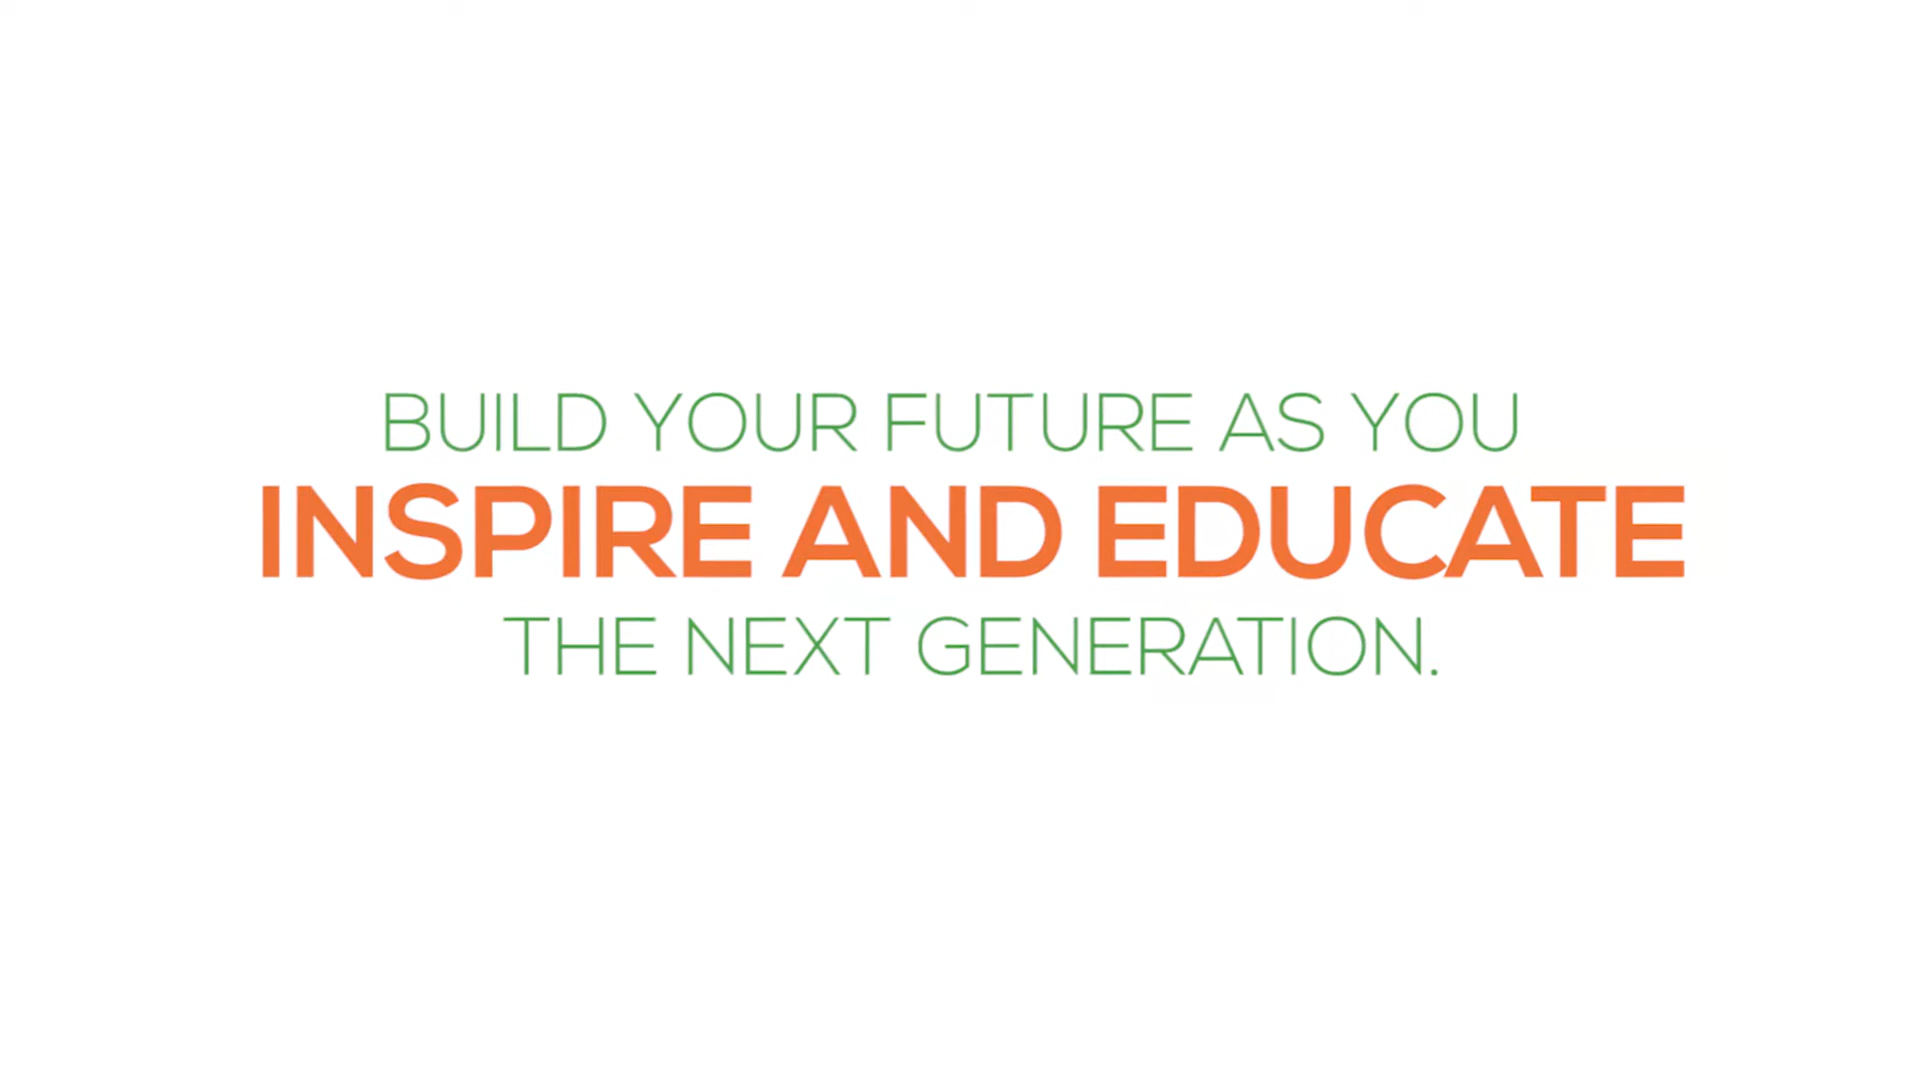 BUILD YOUR FUTURE AS YOU
INSPIRE AND EDUCATE
THE NEXT GENERATION.